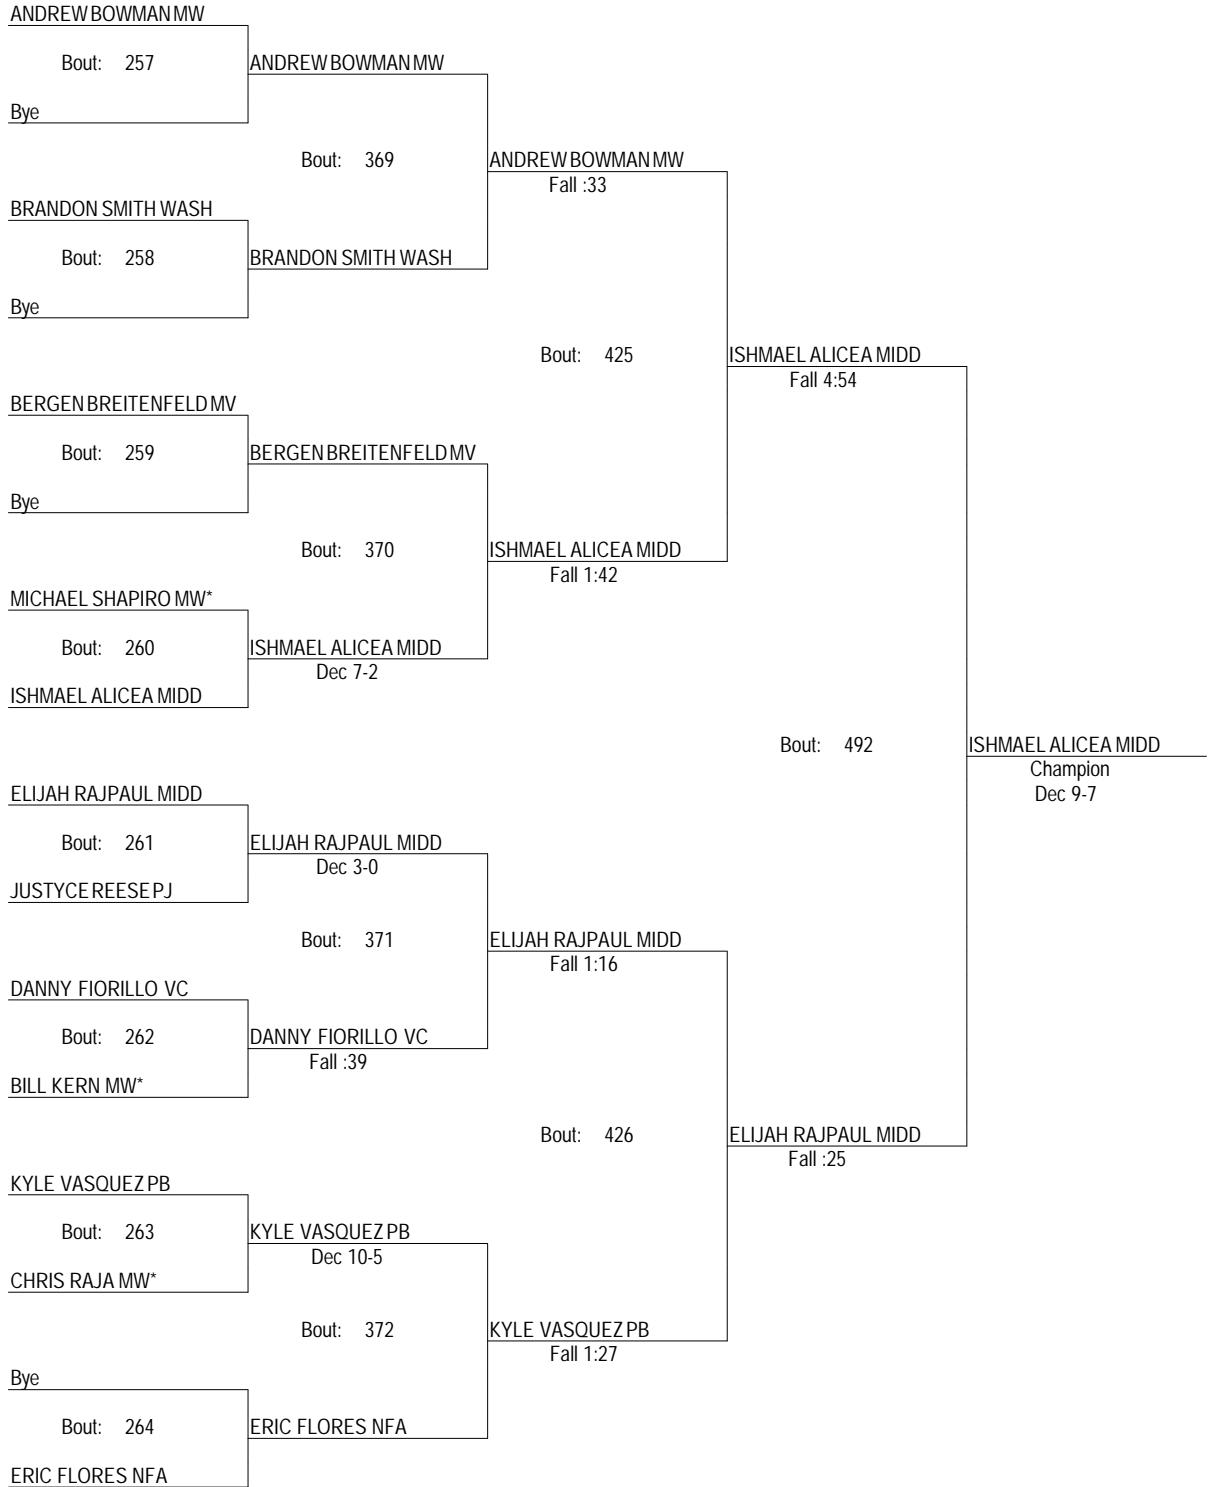 ANDREW BOWMAN MW
Bout: 257 ANDREW BOWMAN MW
Bye
Bout: 369 ANDREW BOWMAN MW
Fall :33
BRANDON SMITH WASH
Bout: 258 BRANDON SMITH WASH
Bye
Bout: 425 ISHMAEL ALICEA MIDD
Fall 4:54
BERGEN BREITENFELD MV
Bout: 259 BERGEN BREITENFELD MV
Bye
Bout: 370 ISHMAEL ALICEA MIDD
Fall 1:42
MICHAEL SHAPIRO MW*
Bout: 260 ISHMAEL ALICEA MIDD
Dec 7-2
ISHMAEL ALICEA MIDD
Bout: 492 ISHMAEL ALICEA MIDD
Champion
Dec 9-7
ELIJAH RAJPAUL MIDD
Bout: 261 ELIJAH RAJPAUL MIDD
Dec 3-0
JUSTYCE REESE PJ
Bout: 371 ELIJAH RAJPAUL MIDD
Fall 1:16
DANNY FIORILLO VC
Bout: 262 DANNY FIORILLO VC
Fall :39
BILL KERN MW*
Bout: 426 ELIJAH RAJPAUL MIDD
Fall :25
KYLE VASQUEZ PB
Bout: 263 KYLE VASQUEZ PB
Dec 10-5
CHRIS RAJA MW*
Bout: 372 KYLE VASQUEZ PB
Fall 1:27
Bye
Bout: 264 ERIC FLORES NFA
ERIC FLORES NFA